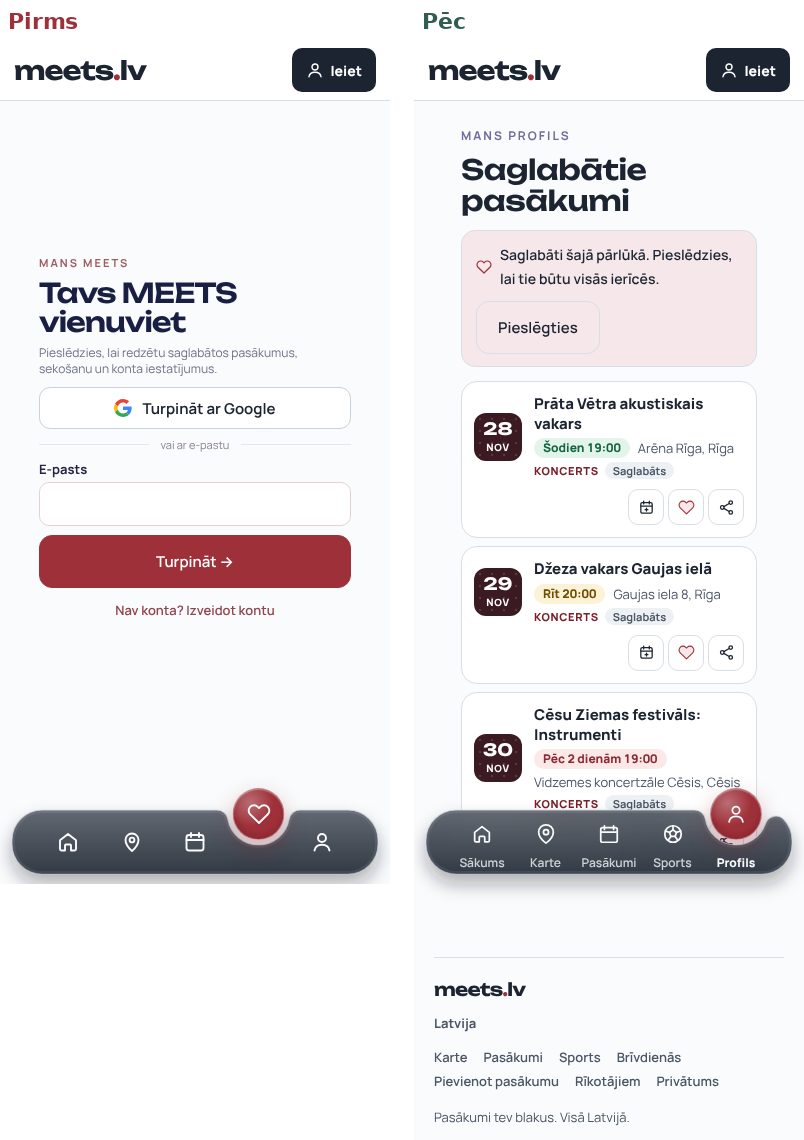 Pirms
meets.lv
Ieiet
MANS MEETS
Tavs MEETS
vienuviet
Pieslēdzies, lai redzētu saglabātos pasākumus,
sekošanu un konta iestatījumus.
Turpināt ar Google
vai ar e-pastu
E-pasts
Turpināt →
Nav konta? Izveidot kontu
Pēc
meets.lv
Ieiet
MANS PROFILS
Saglabātie
pasākumi
Saglabāti šajā pārlūkā. Pieslēdzies,
lai tie būtu visās ierīcēs.
Pieslēgties
28
NOV
Prāta Vētra akustiskais
vakars
Šodien 19:00 Arēna Rīga, Rīga
KONCERTS Saglabāts
29
NOV
Džeza vakars Gaujas ielā
Rīt 20:00 Gaujas iela 8, Rīga
KONCERTS Saglabāts
30
NOV
Cēsu Ziemas festivāls:
Instrumenti
Pēc 2 dienām 19:00
Vidzemes koncertzāle Cēsis, Cēsis
KONCERTS Saglabāts
Sākums Karte Pasākumi Sports Profils
meets.lv
Latvija
Karte Pasākumi Sports Brīvdienās
Pievienot pasākumu Rīkotājiem Privātums
Pasākumi tev blakus. Visā Latvijā.